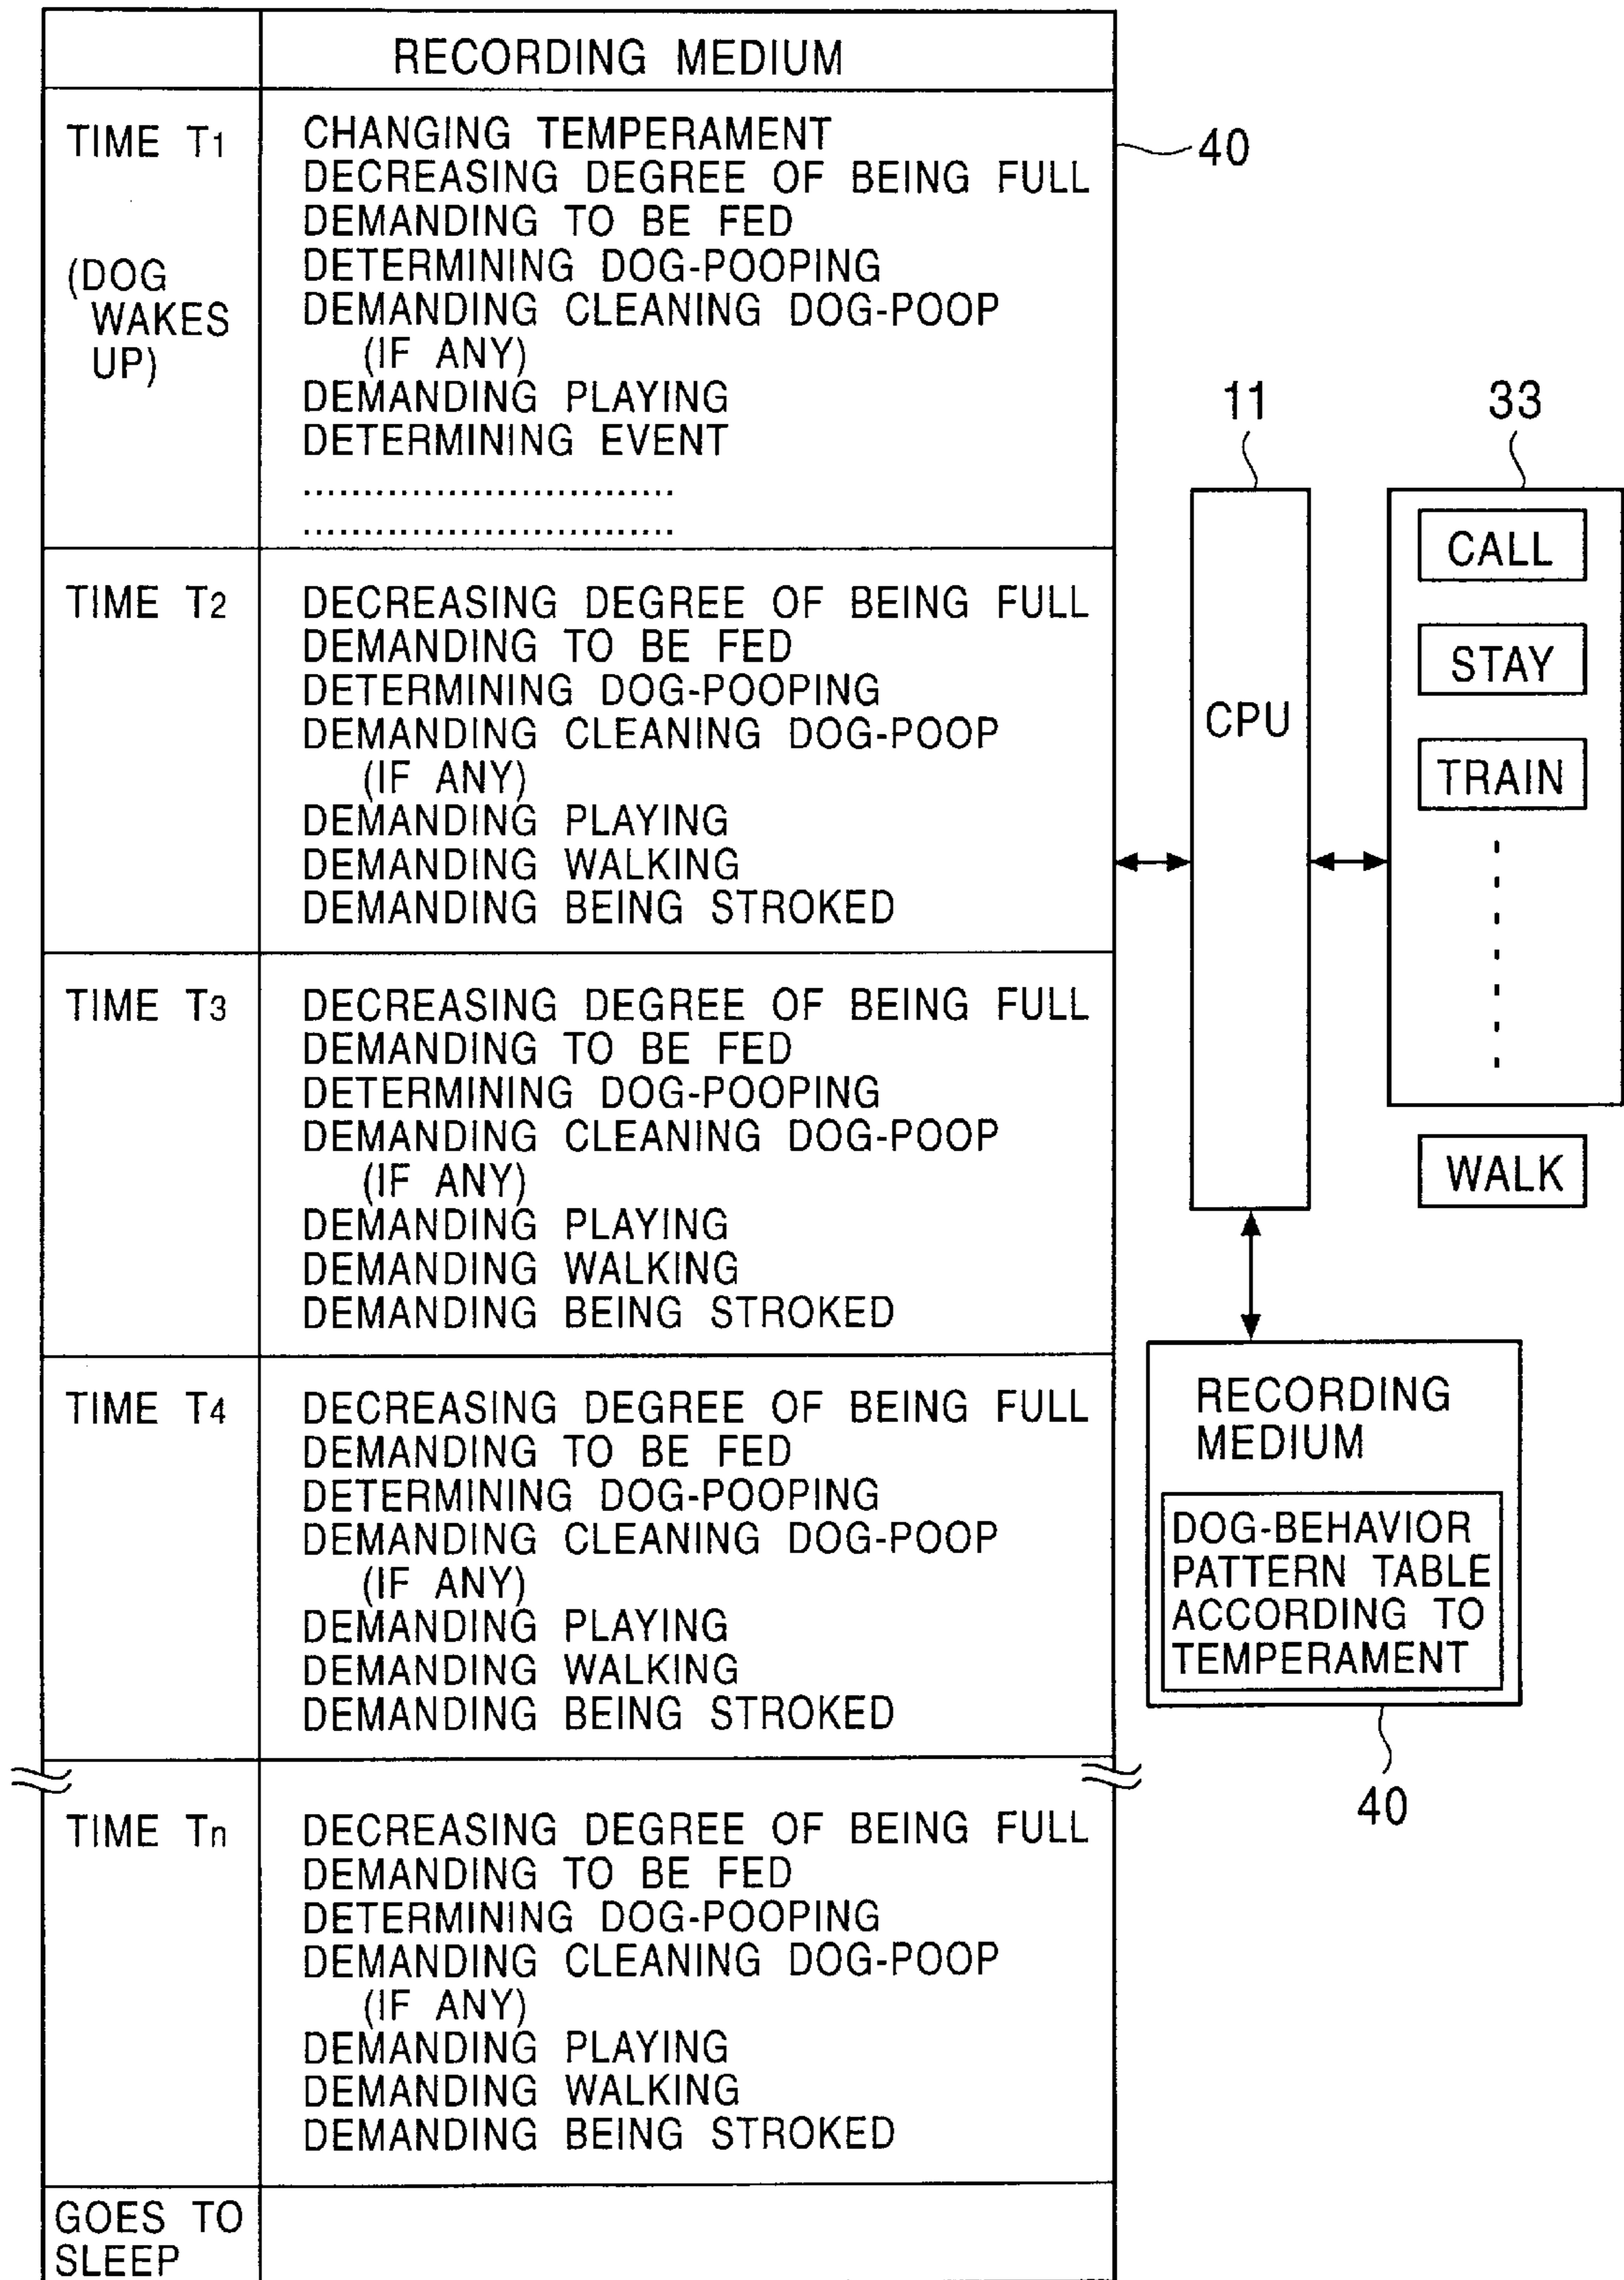 RECORDING MEDIUM
TIME T1
(DOG
WAKES
UP)
CHANGING TEMPERAMENT
DECREASING DEGREE OF BEING FULL
DEMANDING TO BE FED
DETERMINING DOG-POOPING
DEMANDING CLEANING DOG-POOP
(IF ANY)
DEMANDING PLAYING
DETERMINING EVENT
..............................
..............................
TIME T2
DECREASING DEGREE OF BEING FULL
DEMANDING TO BE FED
DETERMINING DOG-POOPING
DEMANDING CLEANING DOG-POOP
(IF ANY)
DEMANDING PLAYING
DEMANDING WALKING
DEMANDING BEING STROKED
TIME T3
DECREASING DEGREE OF BEING FULL
DEMANDING TO BE FED
DETERMINING DOG-POOPING
DEMANDING CLEANING DOG-POOP
(IF ANY)
DEMANDING PLAYING
DEMANDING WALKING
DEMANDING BEING STROKED
TIME T4
DECREASING DEGREE OF BEING FULL
DEMANDING TO BE FED
DETERMINING DOG-POOPING
DEMANDING CLEANING DOG-POOP
(IF ANY)
DEMANDING PLAYING
DEMANDING WALKING
DEMANDING BEING STROKED
TIME Tn
DECREASING DEGREE OF BEING FULL
DEMANDING TO BE FED
DETERMINING DOG-POOPING
DEMANDING CLEANING DOG-POOP
(IF ANY)
DEMANDING PLAYING
DEMANDING WALKING
DEMANDING BEING STROKED
GOES TO
SLEEP
40
11
CPU
33
CALL
STAY
TRAIN
WALK
RECORDING
MEDIUM
DOG-BEHAVIOR
PATTERN TABLE
ACCORDING TO
TEMPERAMENT
40